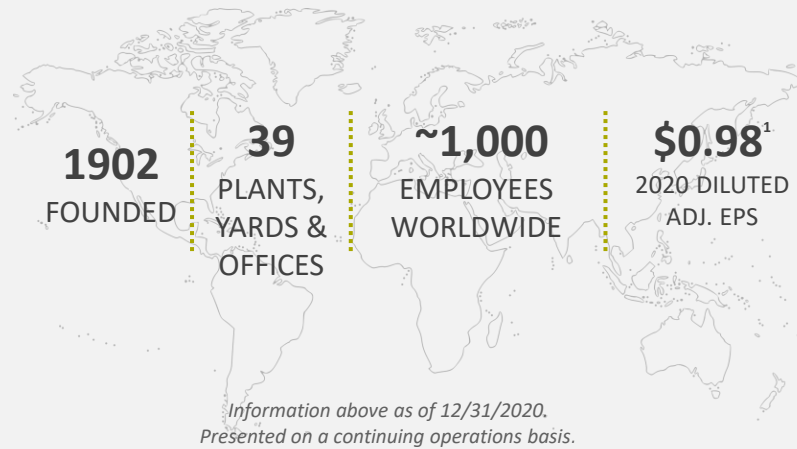 1902
FOUNDED
39
PLANTS,
YARDS &
OFFICES
~1,000
EMPLOYEES
WORLDWIDE
$0.98¹
2020 DILUTED
ADJ. EPS
Information above as of 12/31/2020.
Presented on a continuing operations basis.